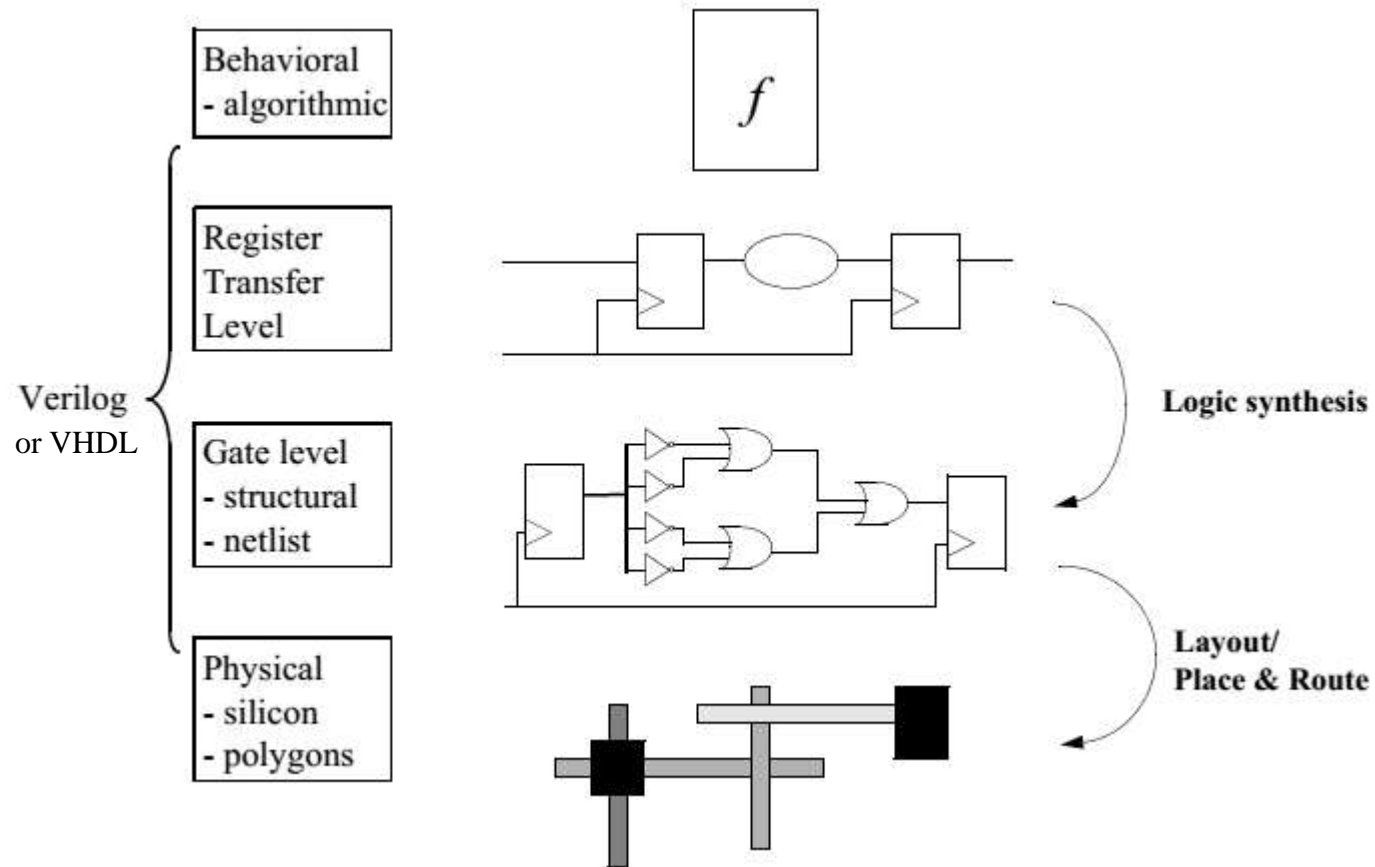 Behavioral
- algorithmic
f
Register
Transfer
Level
Verilog
or VHDL
Logic synthesis
Gate level
- structural
- netlist
Layout/
Place & Route
Physical
- silicon
- polygons